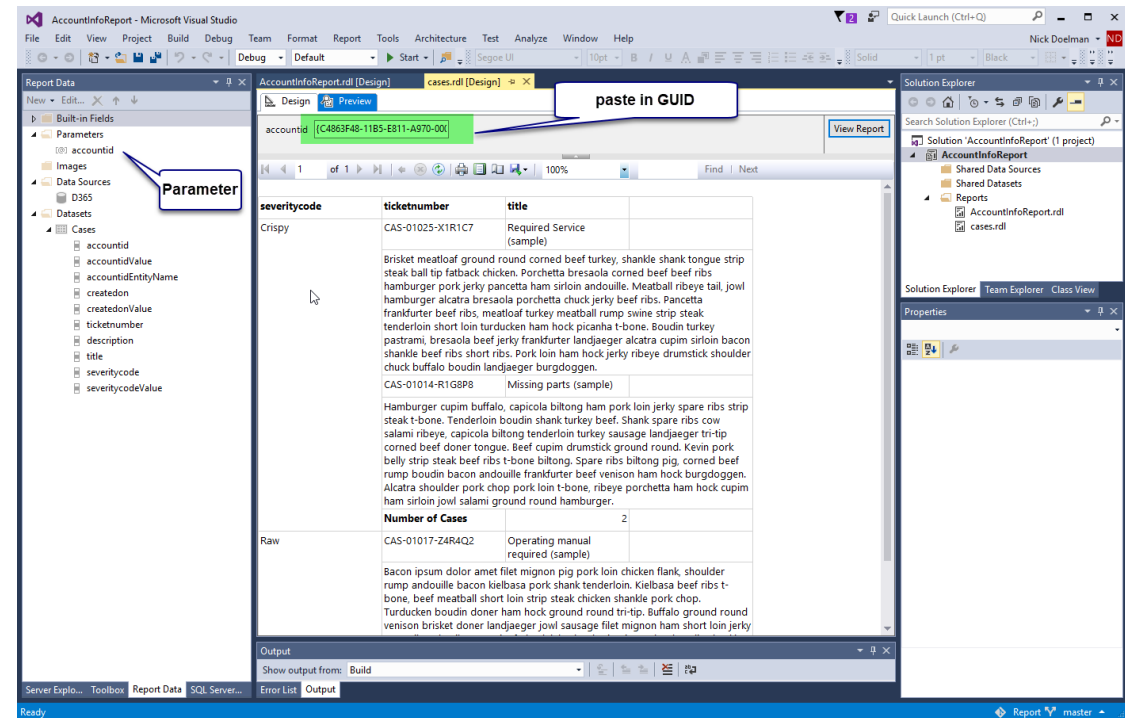 AccountInfoReport - Microsoft Visual Studio
2
Quick Launch (Ctrl+Q)
File Edit View Project Build Debug Team Format Report Tools Architecture Test Analyze Window Help
Nick Doelman ND
Debug Default Start Segoe UI 10pt B I U A Solid 1 pt Black
Report Data
New Edit...
Built-in Fields
Parameters
accountid
Images
Data Sources
D365
Datasets
Cases
accountid
accountidValue
accountidEntityName
createdon
createdonValue
ticketnumber
description
title
severitycode
severitycodeValue
Parameter
Server Explo... Toolbox Report Data SQL Server...
AccountInfoReport.rdl [Design] cases.rdl [Design]
Design Preview
paste in GUID
accountid {C4863F48-11B5-E811-A970-00(
View Report
1 of 1 100% Find Next
severitycode ticketnumber title
Crispy CAS-01025-X1R1C7 Required Service
(sample)
Brisket meatloaf ground round corned beef turkey, shankle shank tongue strip
steak ball tip fatback chicken. Porchetta bresaola corned beef beef ribs
hamburger pork jerky pancetta ham sirloin andouille. Meatball ribeye tail, jowl
hamburger alcatra bresaola porchetta chuck jerky beef ribs. Pancetta
frankfurter beef ribs, meatloaf turkey meatball rump swine strip steak
tenderloin short loin turducken ham hock picanha t-bone. Boudin turkey
pastrami, bresaola beef jerky frankfurter landjaeger alcatra cupim sirloin bacon
shankle beef ribs short ribs. Pork loin ham hock jerky ribeye drumstick shoulder
chuck buffalo boudin landjaeger burgdoggen.
CAS-01014-R1G8P8 Missing parts (sample)
Hamburger cupim buffalo, capicola biltong ham pork loin jerky spare ribs strip
steak t-bone. Tenderloin boudin shank turkey beef. Shank spare ribs cow
salami ribeye, capicola biltong tenderloin turkey sausage landjaeger tri-tip
corned beef doner tongue. Beef cupim drumstick ground round. Kevin pork
belly strip steak beef ribs t-bone biltong. Spare ribs biltong pig, corned beef
rump boudin bacon andouille frankfurter beef venison ham hock burgdoggen.
Alcatra shoulder pork chop pork loin t-bone, ribeye porchetta ham hock cupim
ham sirloin jowl salami ground round hamburger.
Number of Cases 2
Raw CAS-01017-Z4R4Q2 Operating manual
required (sample)
Bacon ipsum dolor amet filet mignon pig pork loin chicken flank, shoulder
rump andouille bacon kielbasa pork shank tenderloin. Kielbasa beef ribs t-
bone, beef meatball short loin strip steak chicken shankle pork chop.
Turducken boudin doner ham hock ground round tri-tip. Buffalo ground round
venison brisket doner landjaeger jowl sausage filet mignon ham short loin jerky
Output
Show output from: Build
Error List Output
Solution Explorer
Search Solution Explorer (Ctrl+;)
Solution 'AccountInfoReport' (1 project)
AccountInfoReport
Shared Data Sources
Shared Datasets
Reports
AccountInfoReport.rdl
cases.rdl
Solution Explorer Team Explorer Class View
Properties
Ready
Report master